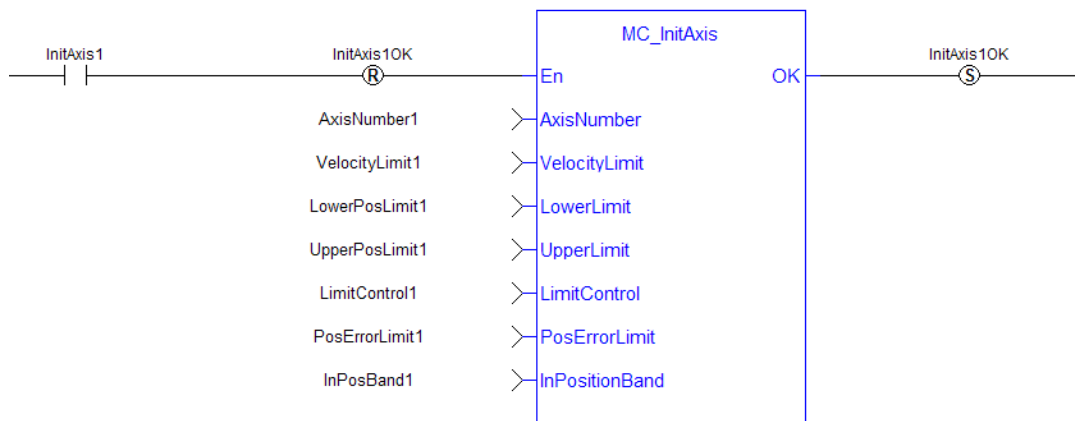 MC_InitAxis
InitAxis1 InitAxis1OK InitAxis1OK
R En OK S
AxisNumber1 AxisNumber
VelocityLimit1 VelocityLimit
LowerPosLimit1 LowerLimit
UpperPosLimit1 UpperLimit
LimitControl1 LimitControl
PosErrorLimit1 PosErrorLimit
InPosBand1 InPositionBand